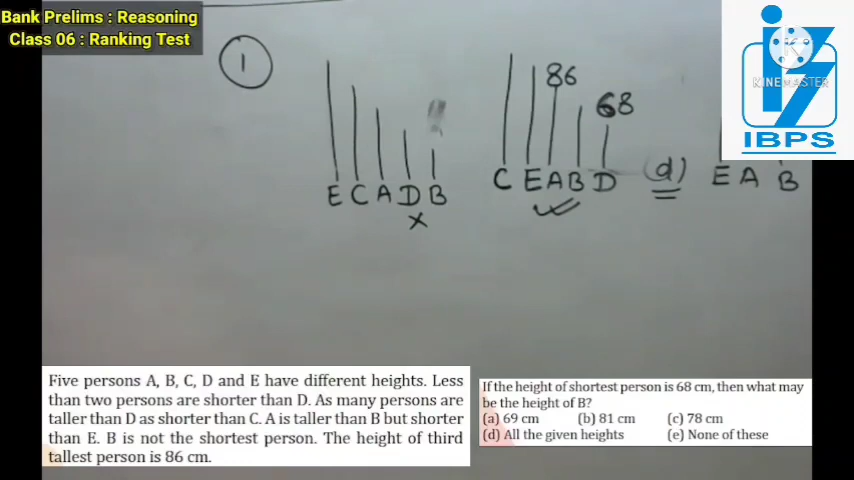 Bank Prelims : Reasoning
Class 06 : Ranking Test
1
86
68
E C A D B
C E A B D
(d)
E A B
KINEMASTER
IBPS
Five persons A, B, C, D and E have different heights. Less
than two persons are shorter than D. As many persons are
taller than D as shorter than C. A is taller than B but shorter
than E. B is not the shortest person. The height of third
tallest person is 86 cm.
If the height of shortest person is 68 cm, then what may
be the height of B?
(a) 69 cm (b) 81 cm (c) 78 cm
(d) All the given heights (e) None of these